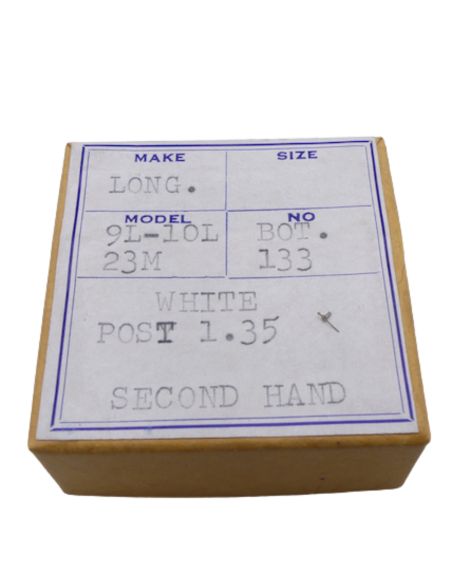 MAKE SIZE
LONG.
MODEL NO
9L-10L BOT.
23M 133
WHITE
POST 1.35
SECOND HAND